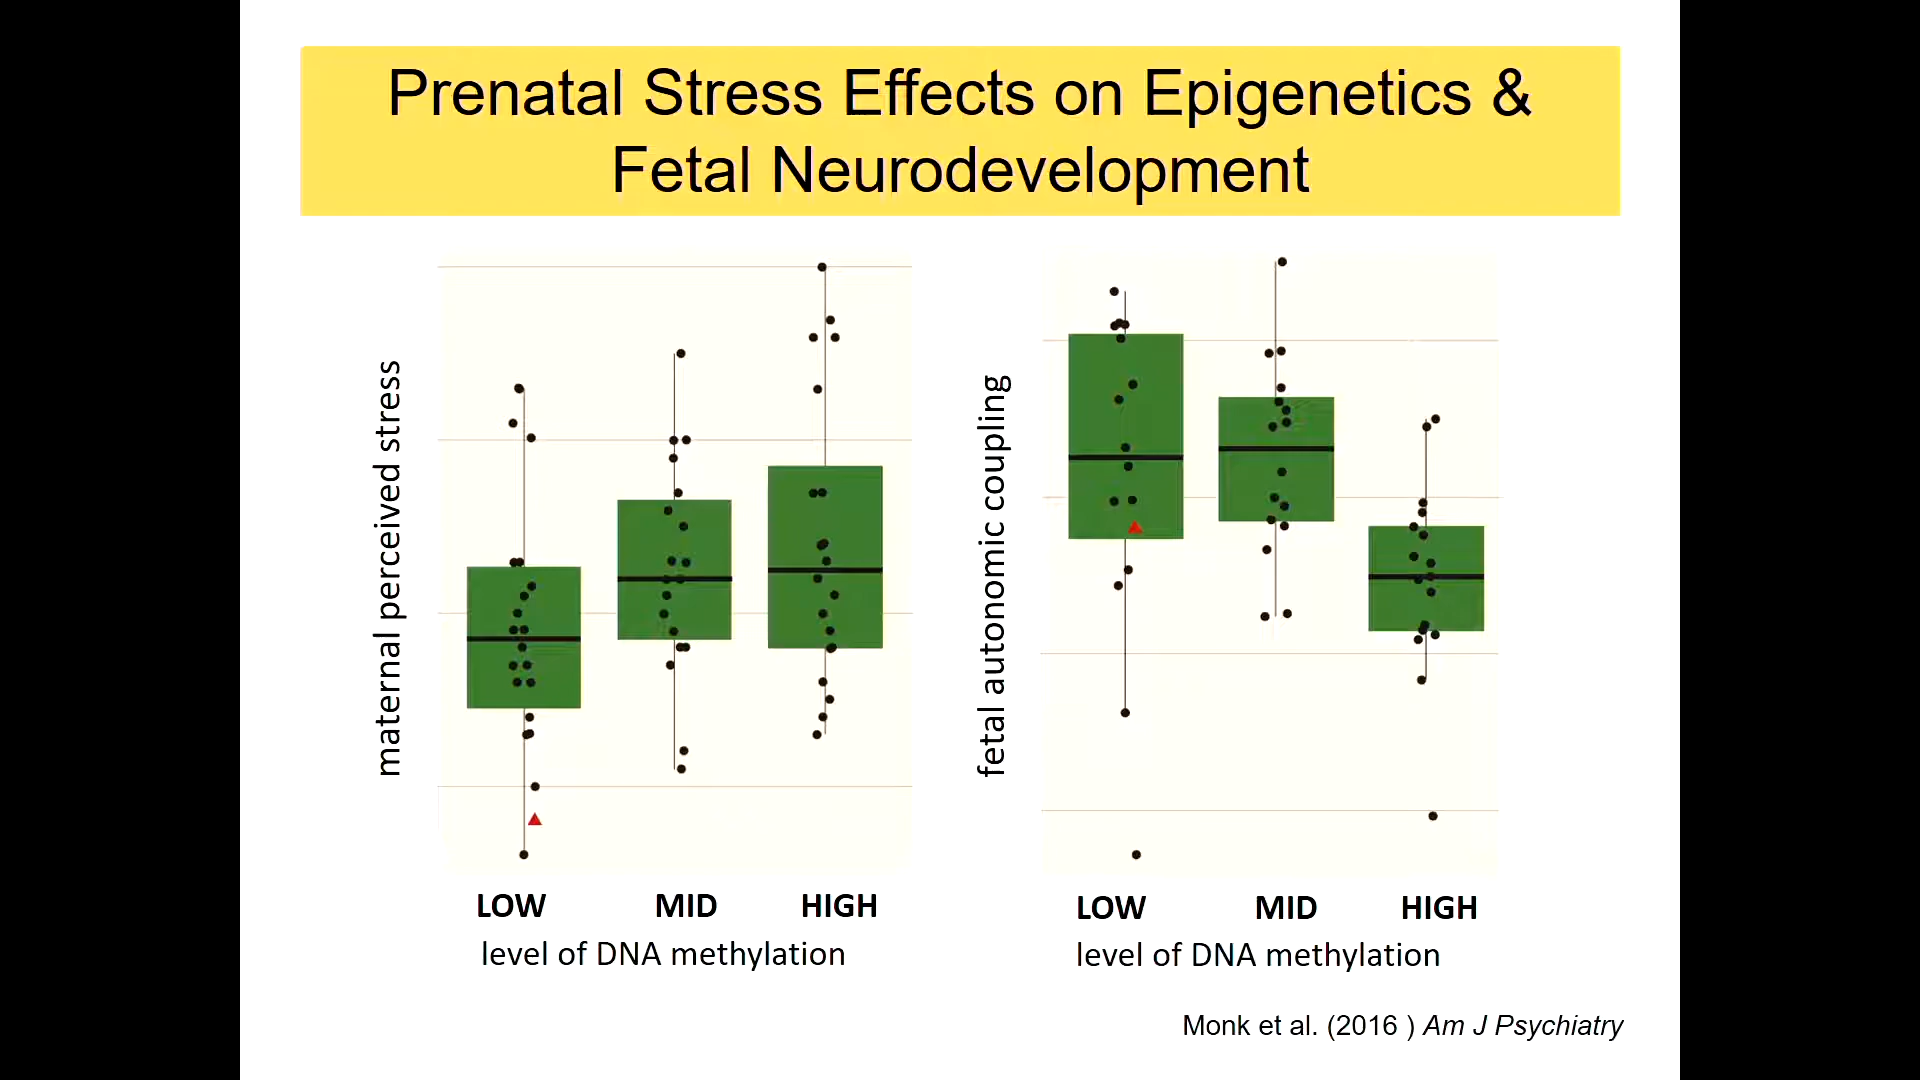 Prenatal Stress Effects on Epigenetics &
Fetal Neurodevelopment
maternal perceived stress
LOW MID HIGH
level of DNA methylation
fetal autonomic coupling
LOW MID HIGH
level of DNA methylation
Monk et al. (2016 ) Am J Psychiatry